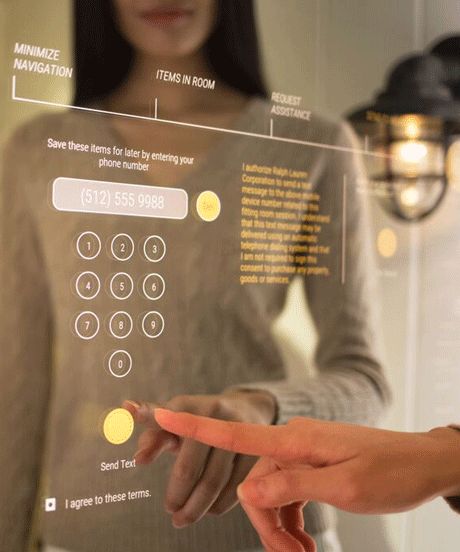 MINIMIZE
NAVIGATION
ITEMS IN ROOM
REQUEST
ASSISTANCE
Save these items for later by entering your
phone number
(512) 555 9988
I authorize Ralph Lauren
Corporation to send a text
message to the above mobile
device number related to this
fitting room session. I understand
that this text message may be
delivered using an automatic
telephone dialing system and that
I am not required to sign this
consent to purchase any property,
goods or services.
1 2 3
4 5 6
7 8 9
0
Send Text
I agree to these terms.